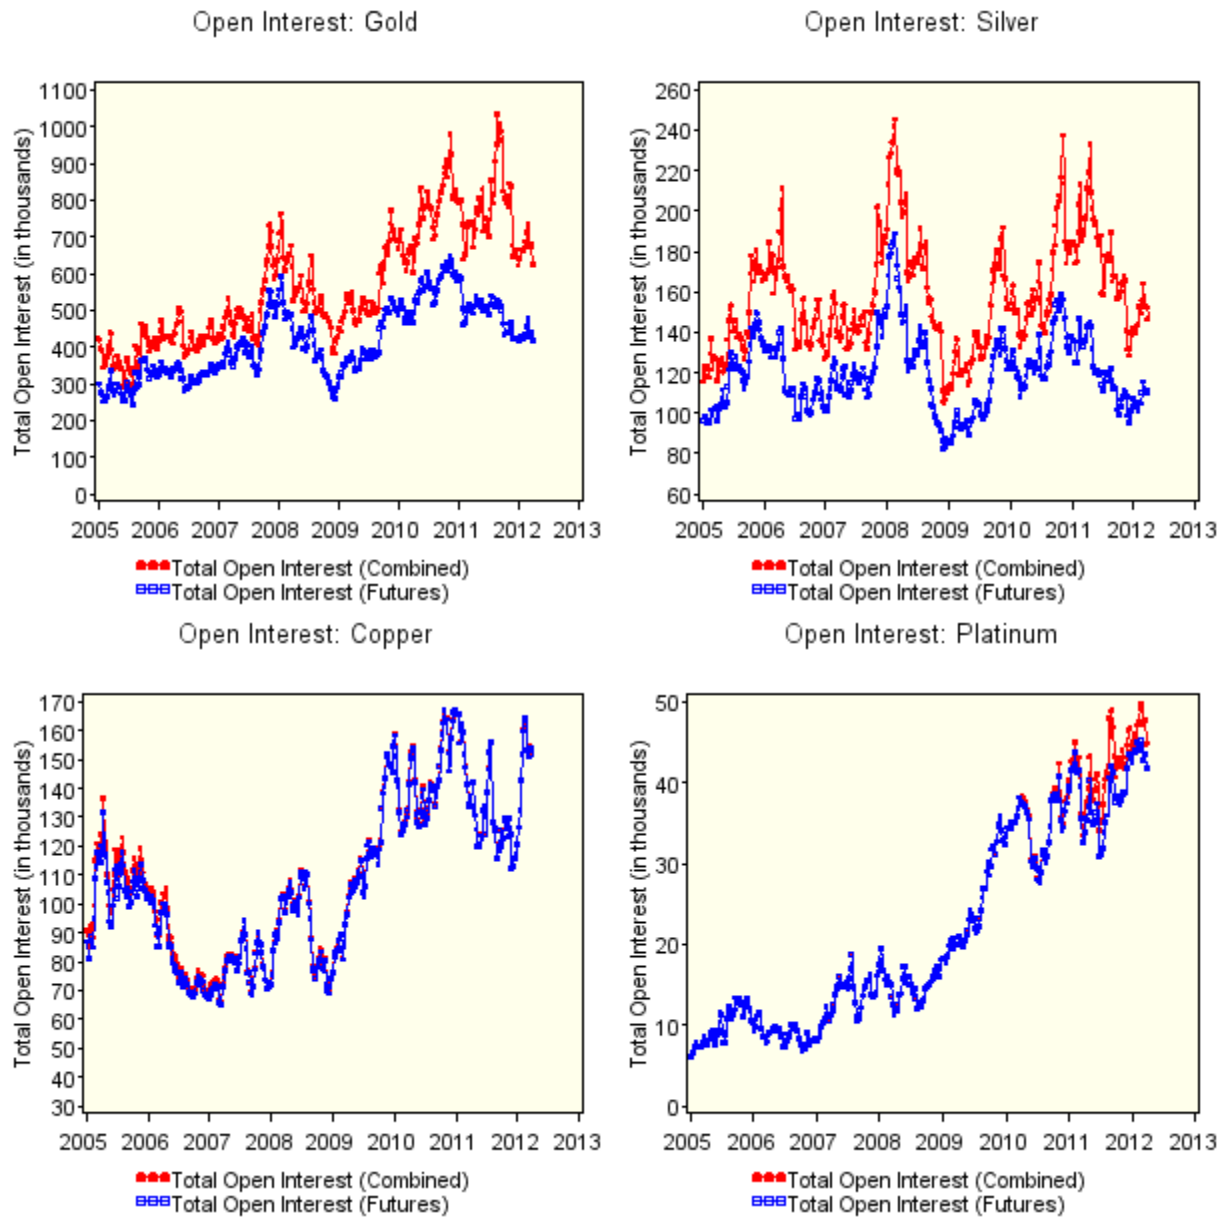 Open Interest: Gold
Total Open Interest (in thousands)
1100
1000
900
800
700
600
500
400
300
200
100
0
2005 2006 2007 2008 2009 2010 2011 2012 2013
Total Open Interest (Combined)
Total Open Interest (Futures)
Open Interest: Silver
Total Open Interest (in thousands)
260
240
220
200
180
160
140
120
100
80
60
2005 2006 2007 2008 2009 2010 2011 2012 2013
Total Open Interest (Combined)
Total Open Interest (Futures)
Open Interest: Copper
Total Open Interest (in thousands)
170
160
150
140
130
120
110
100
90
80
70
60
50
40
30
2005 2006 2007 2008 2009 2010 2011 2012 2013
Total Open Interest (Combined)
Total Open Interest (Futures)
Open Interest: Platinum
Total Open Interest (in thousands)
50
40
30
20
10
0
2005 2006 2007 2008 2009 2010 2011 2012 2013
Total Open Interest (Combined)
Total Open Interest (Futures)